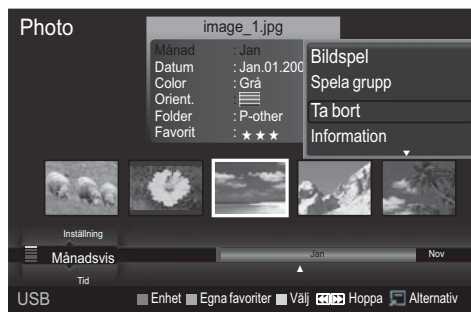 Photo
image_1.jpg
Månad : Jan
Datum : Jan.01.200
Color : Grå
Orient. :
Folder : P-other
Favorit : ★ ★ ★
Bildspel
Spela grupp
Ta bort
Information
Inställning
Månadsvis
Jan
Nov
Tid
USB
Enhet Egna favoriter Välj Hoppa Alternativ